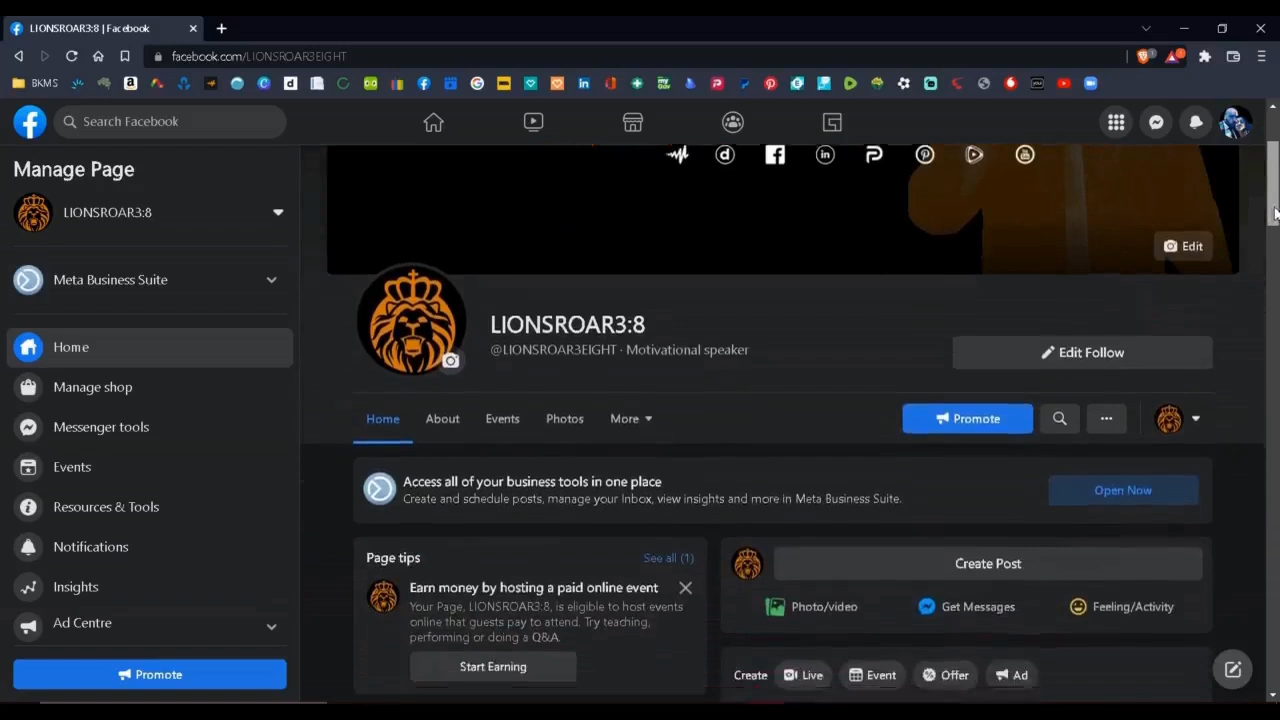 LIONSROAR3:8 | Facebook
facebook.com/LIONSROAR3EIGHT
BKMS
Search Facebook
Manage Page
LIONSROAR3:8
Meta Business Suite
Home
Manage shop
Messenger tools
Events
Resources & Tools
Notifications
Insights
Ad Centre
Promote
Edit
LIONSROAR3:8
@LIONSROAR3EIGHT · Motivational speaker
Edit Follow
Home About Events Photos More
Promote
Access all of your business tools in one place
Create and schedule posts, manage your Inbox, view insights and more in Meta Business Suite.
Open Now
Page tips See all (1)
Earn money by hosting a paid online event
Your Page, LIONSROAR3:8, is eligible to host events
online that guests pay to attend. Try teaching,
performing or doing a Q&A.
Start Earning
Create Post
Photo/video Get Messages Feeling/Activity
Create Live Event Offer Ad